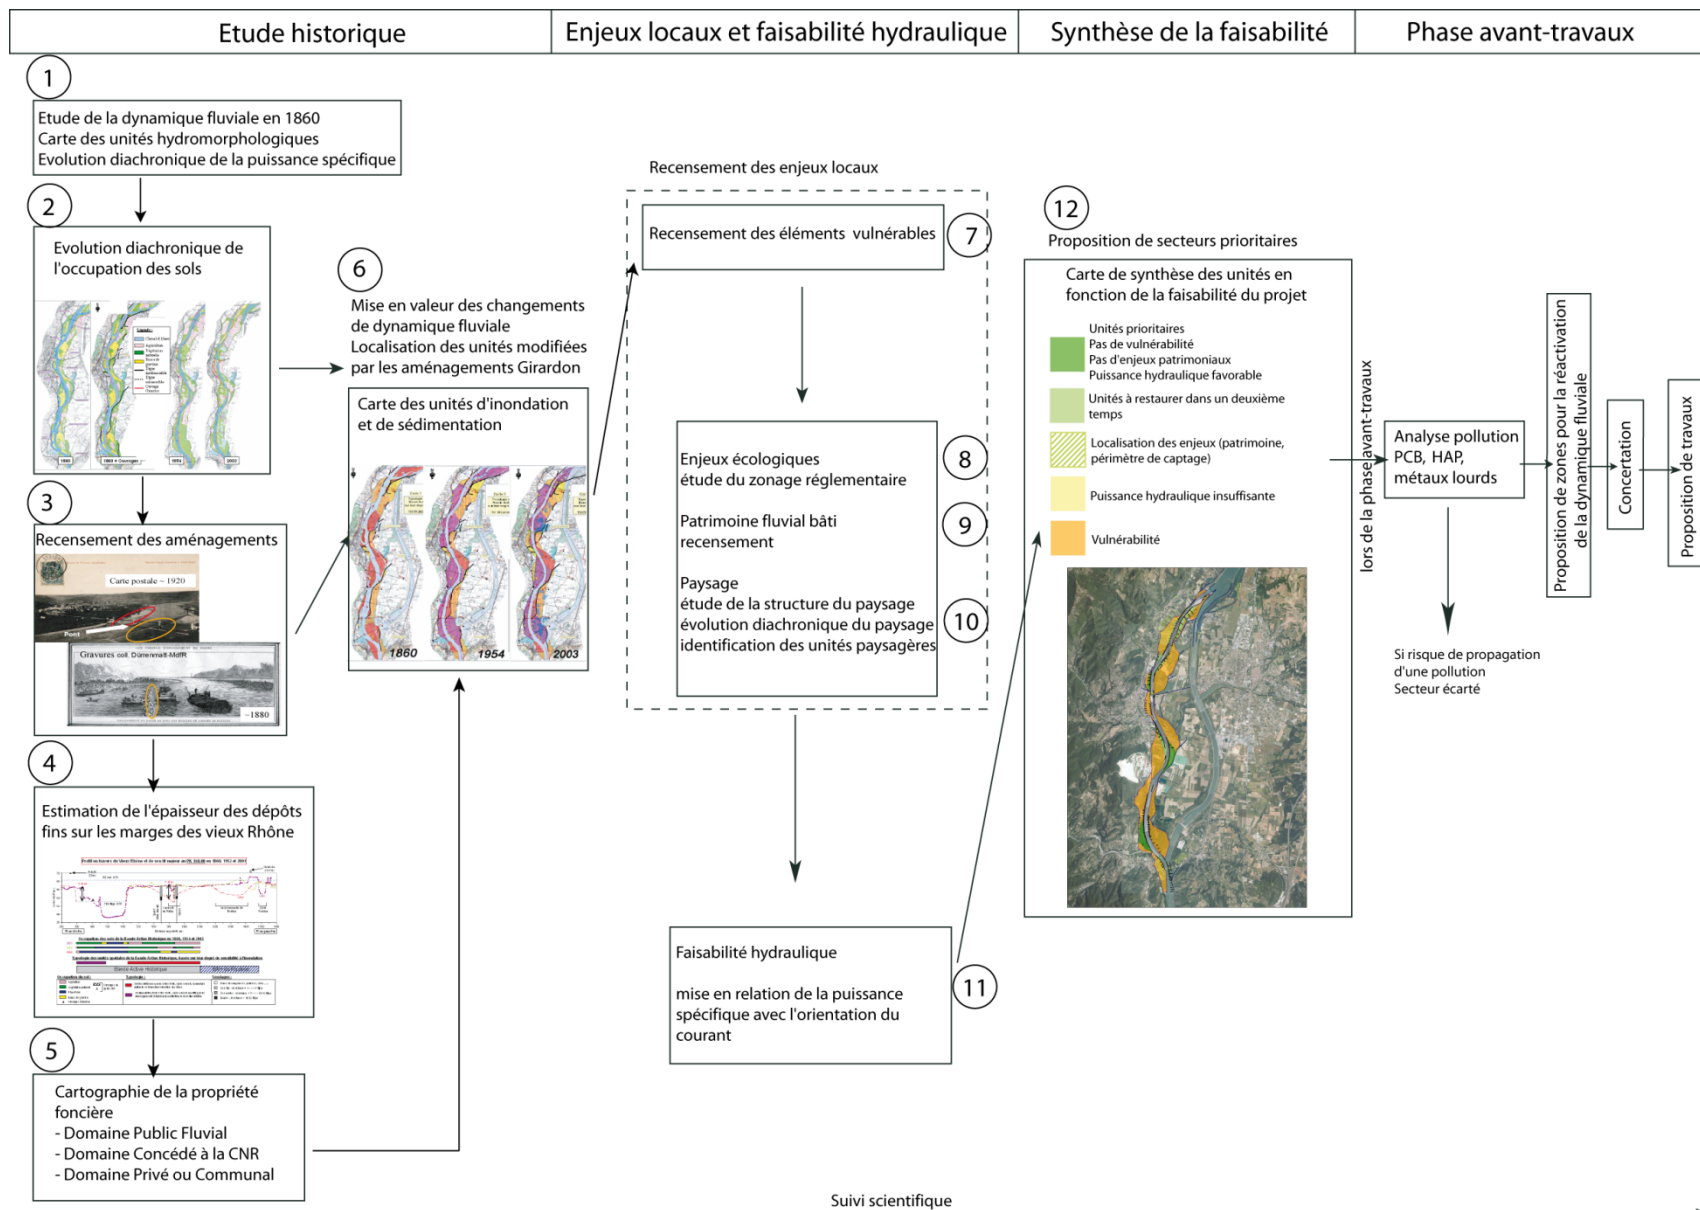 Etude historique
Enjeux locaux et faisabilité hydraulique
Synthèse de la faisabilité
Phase avant-travaux
1
Etude de la dynamique fluviale en 1860
Carte des unités hydromorphologiques
Evolution diachronique de la puissance spécifique
2
Evolution diachronique de
l'occupation des sols
1860
1860 + Ouvrages
1954
2003
3
Recensement des aménagements
Carte postale ~ 1920
Pont
Gravures coll. Dürrenmatt-MdfR
~1880
4
Estimation de l'épaisseur des dépôts
fins sur les marges des vieux Rhône
5
Cartographie de la propriété
foncière
- Domaine Public Fluvial
- Domaine Concédé à la CNR
- Domaine Privé ou Communal
6
Mise en valeur des changements
de dynamique fluviale
Localisation des unités modifiées
par les aménagements Girardon
Carte des unités d'inondation
et de sédimentation
1860
1954
2003
Recensement des enjeux locaux
Recensement des éléments vulnérables
7
Enjeux écologiques
étude du zonage réglementaire
8
Patrimoine fluvial bâti
recensement
9
Paysage
étude de la structure du paysage
évolution diachronique du paysage
identification des unités paysagères
10
Faisabilité hydraulique
mise en relation de la puissance
spécifique avec l'orientation du
courant
11
12
Proposition de secteurs prioritaires
Carte de synthèse des unités en
fonction de la faisabilité du projet
Unités prioritaires
Pas de vulnérabilité
Pas d'enjeux patrimoniaux
Puissance hydraulique favorable
Unités à restaurer dans un deuxième
temps
Localisation des enjeux (patrimoine,
périmètre de captage)
Puissance hydraulique insuffisante
Vulnérabilité
lors de la phase avant-travaux
Analyse pollution
PCB, HAP,
métaux lourds
Si risque de propagation
d'une pollution
Secteur écarté
Proposition de zones pour la réactivation
de la dynamique fluviale
Concertation
Proposition de travaux
Suivi scientifique